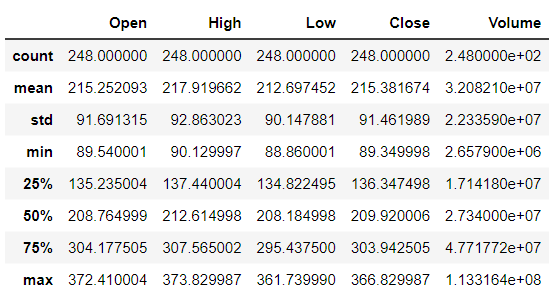 Open High Low Close Volume
count 248.000000 248.000000 248.000000 248.000000 2.480000e+02
mean 215.252093 217.919662 212.697452 215.381674 3.208210e+07
std 91.691315 92.863023 90.147881 91.461989 2.233590e+07
min 89.540001 90.129997 88.860001 89.349998 2.657900e+06
25% 135.235004 137.440004 134.822495 136.347498 1.714180e+07
50% 208.764999 212.614998 208.184998 209.920006 2.734000e+07
75% 304.177505 307.565002 295.437500 303.942505 4.771772e+07
max 372.410004 373.829987 361.739990 366.829987 1.133164e+08